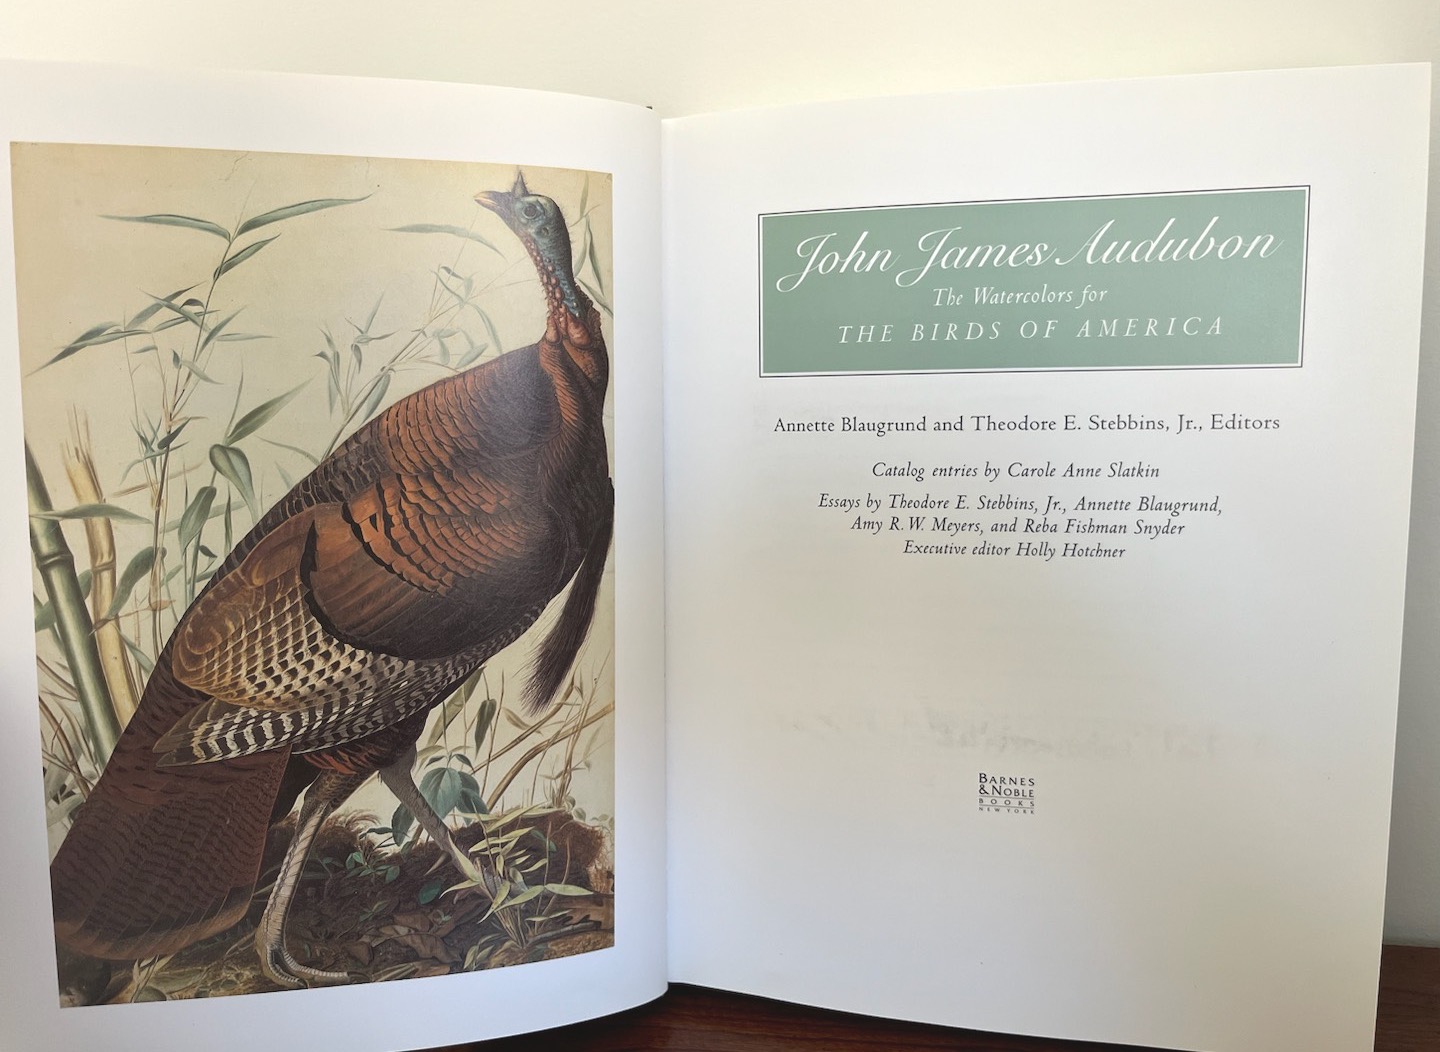 John James Audubon
The Watercolors for
THE BIRDS OF AMERICA
Annette Blaugrund and Theodore E. Stebbins, Jr., Editors
Catalog entries by Carole Anne Slatkin
Essays by Theodore E. Stebbins, Jr., Annette Blaugrund,
Amy R. W. Meyers, and Reba Fishman Snyder
Executive editor Holly Hotchner
BARNES
&NOBLE
BOOKS
NEW YORK